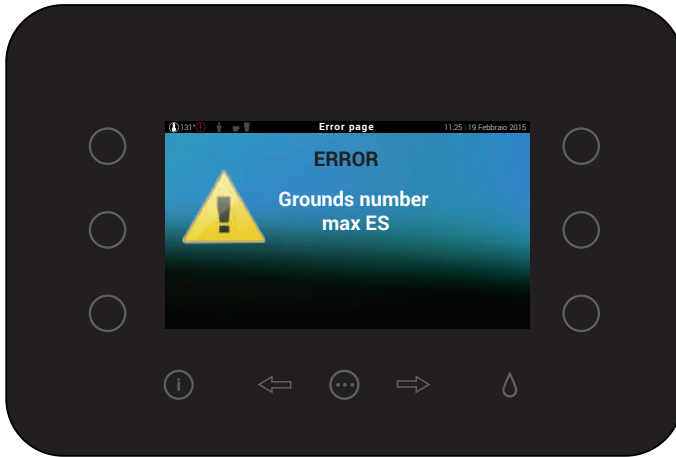 131° Error page 11:25 | 19 Febbraio 2015
ERROR
Grounds number
max ES
i